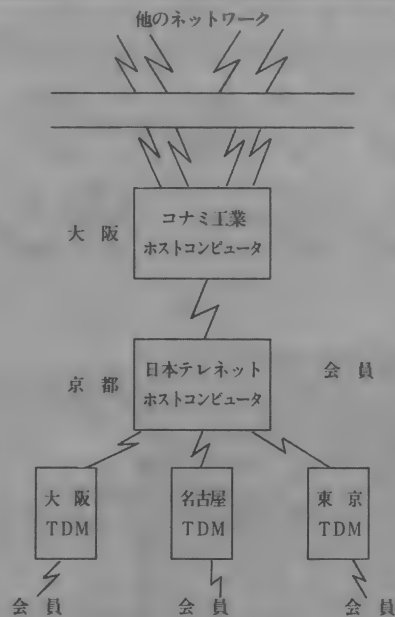 他のネットワーク
コナミ工業
大 阪
ホストコンピュータ
日本テレネット
会 員
京 都
ホストコンピュータ
大 阪
名古屋
東 京
TDM
TDM
TDM
会 員
会 員
会 員